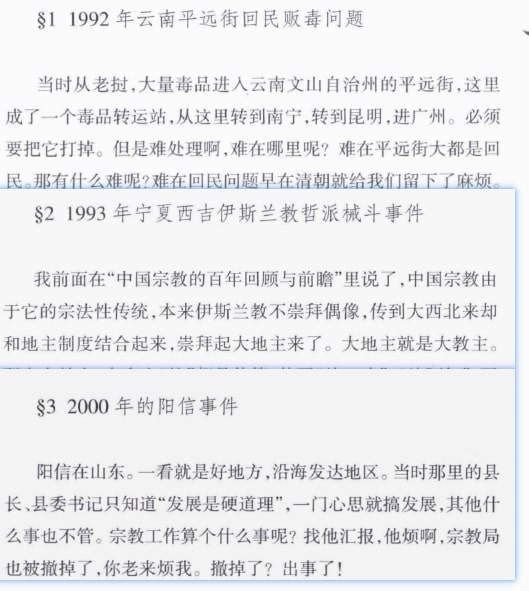 §1 1992年云南平远街回民贩毒问题
当时从老挝,大量毒品进入云南文山自治州的平远街,这里
成了一个毒品转运站,从这里转到南宁,转到昆明,进广州。必须
要把它打掉。但是难处理啊,难在哪里呢?难在平远街大都是回
民。那有什么难呢?难在回民问题早在清朝就给我们留下了麻烦。
§2 1993年宁夏西吉伊斯兰教哲派械斗事件
我前面在“中国宗教的百年回顾与前瞻”里说了,中国宗教由
于它的宗法性传统,本来伊斯兰教不崇拜偶像,传到大西北来却
和地主制度结合起来,崇拜起大地主来了。大地主就是大教主。
§3 2000年的阳信事件
阳信在山东。一看就是好地方,沿海发达地区。当时那里的县
长、县委书记只知道“发展是硬道理”,一门心思就搞发展,其他什
么事也不管。宗教工作算个什么事呢?找他汇报,他烦啊,宗教局
也被撤掉了,你老来烦我。撤掉了?出事了!